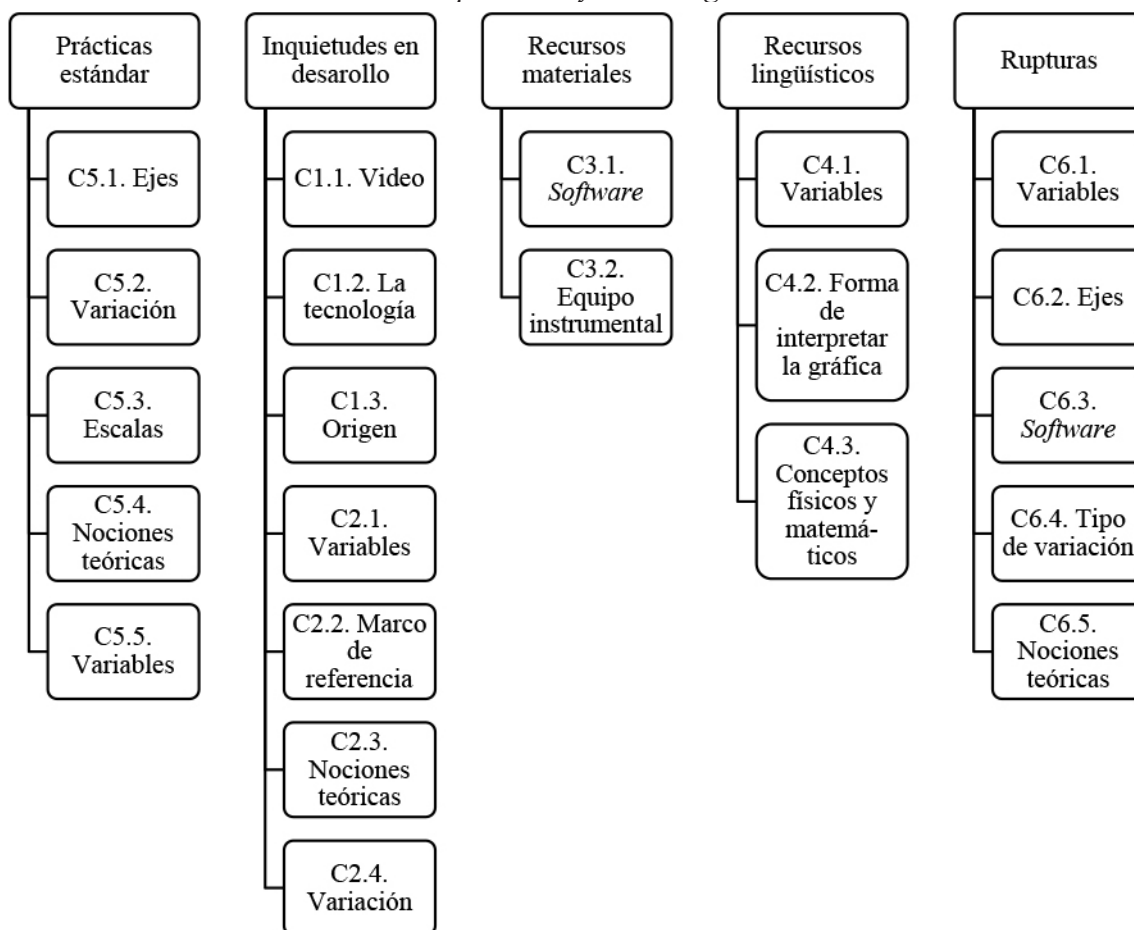 Prácticas
estándar
C5.1. Ejes
C5.2.
Variación
C5.3.
Escalas
C5.4.
Nociones
teóricas
C5.5.
Variables
Inquietudes en
desarollo
C1.1. Video
C1.2. La
tecnología
C1.3.
Origen
C2.1.
Variables
C2.2. Marco
de
referencia
C2.3.
Nociones
teóricas
C2.4.
Variación
Recursos
materiales
C3.1.
Software
C3.2.
Equipo
instrumental
Recursos
lingüísticos
C4.1.
Variables
C4.2. Forma
de
interpretar
la gráfica
C4.3.
Conceptos
físicos y
matemá-
ticos
Rupturas
C6.1.
Variables
C6.2. Ejes
C6.3.
Software
C6.4. Tipo
de variación
C6.5.
Nociones
teóricas